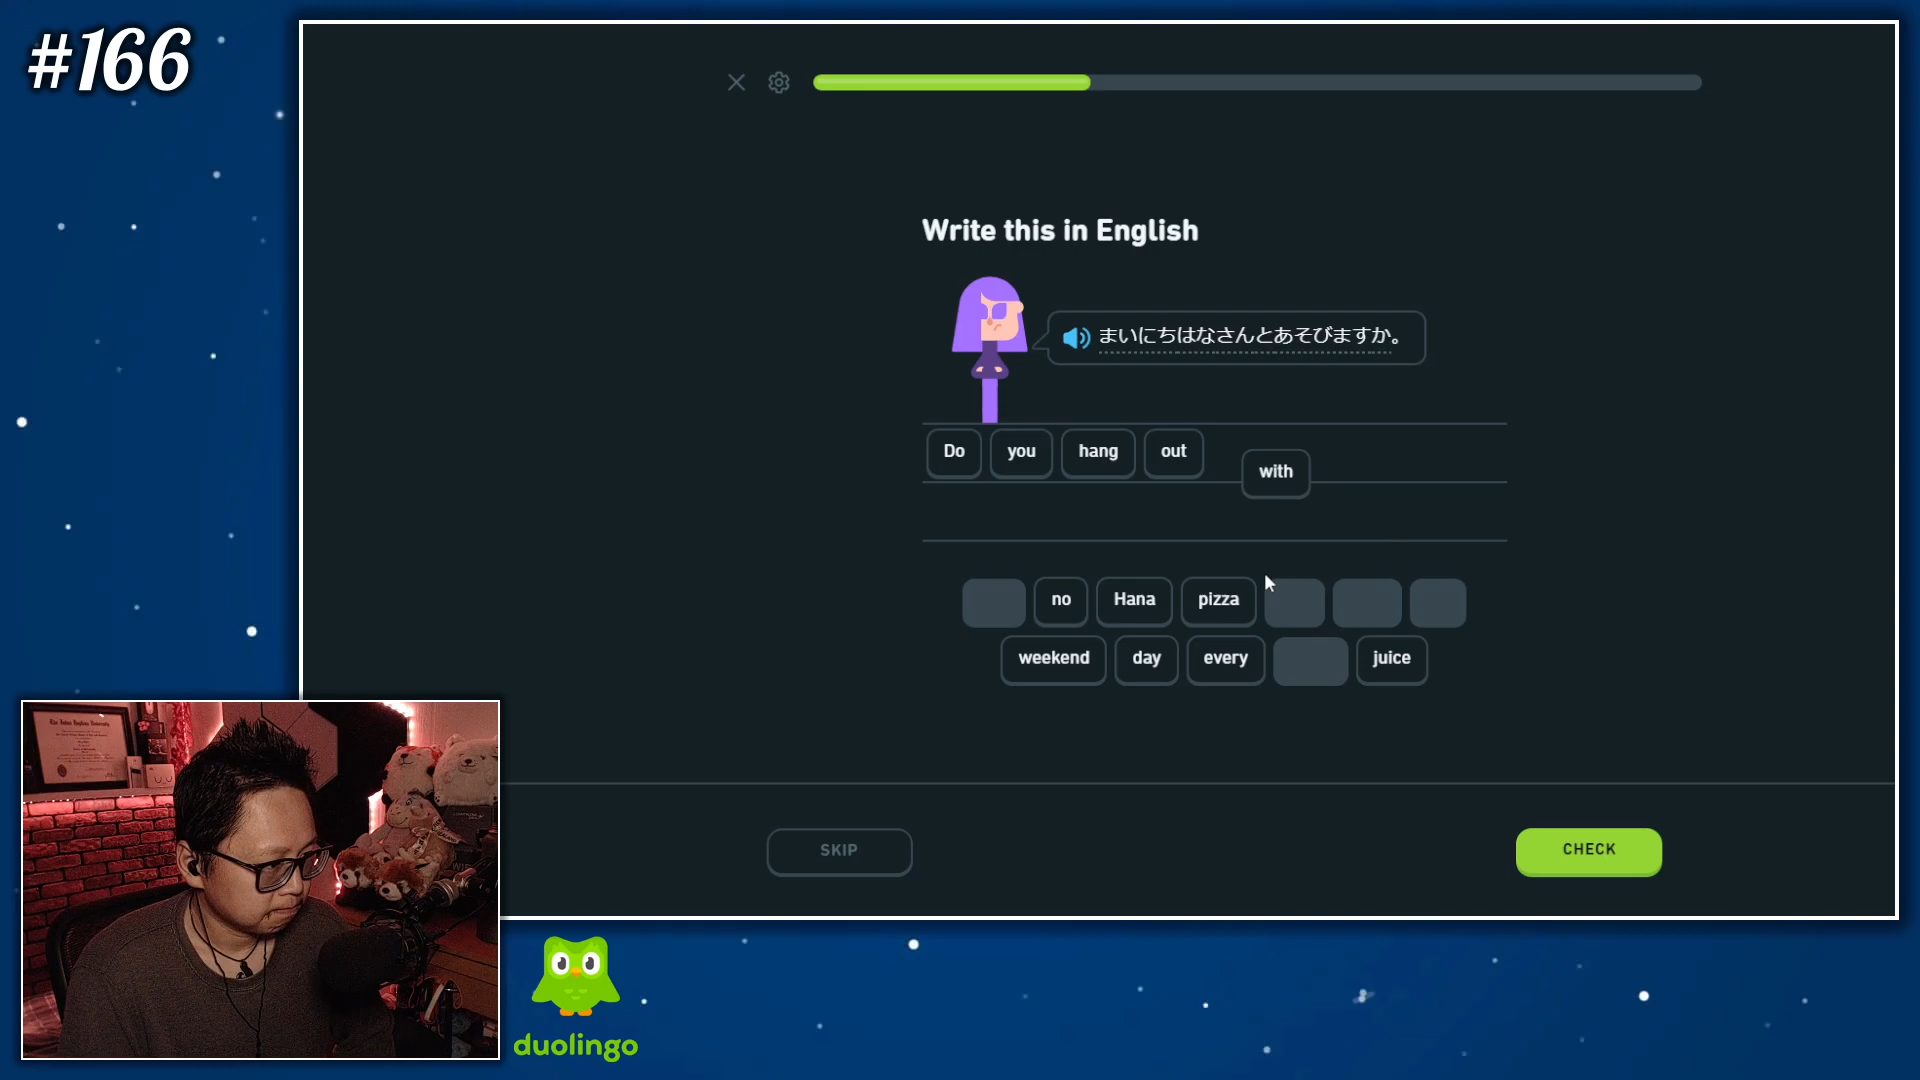 #166
Write this in English
まいにちはなさんとあそびますか。
Do you hang out with
no Hana pizza
weekend day every juice
SKIP
CHECK
duolingo